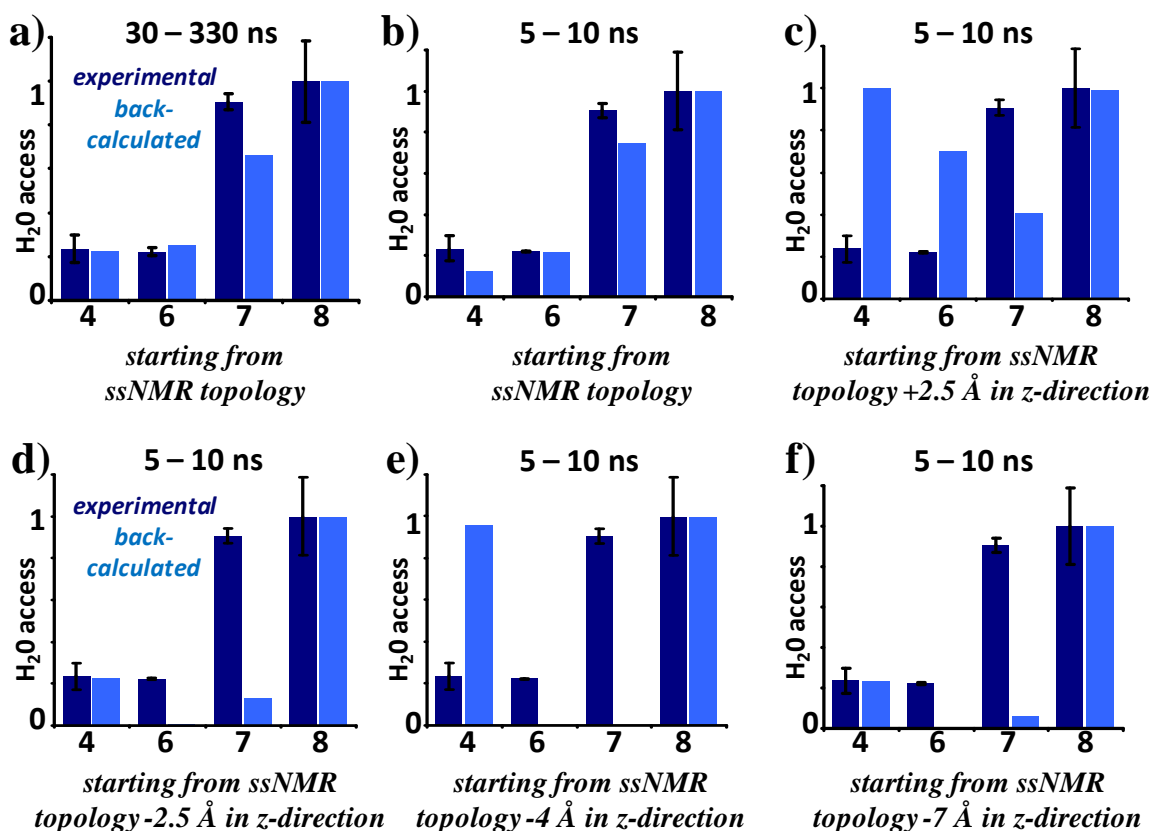 a)
30 – 330 ns
experimental
back-
calculated
H₂0 access
1
0
4 6 7 8
starting from
ssNMR topology
b)
5 – 10 ns
H₂0 access
1
0
4 6 7 8
starting from
ssNMR topology
c)
5 – 10 ns
H₂0 access
1
0
4 6 7 8
starting from ssNMR
topology +2.5 Å in z-direction
d)
5 – 10 ns
experimental
back-
calculated
H₂0 access
1
0
4 6 7 8
starting from ssNMR
topology -2.5 Å in z-direction
e)
5 – 10 ns
H₂0 access
1
0
4 6 7 8
starting from ssNMR
topology -4 Å in z-direction
f)
5 – 10 ns
H₂0 access
1
0
4 6 7 8
starting from ssNMR
topology -7 Å in z-direction